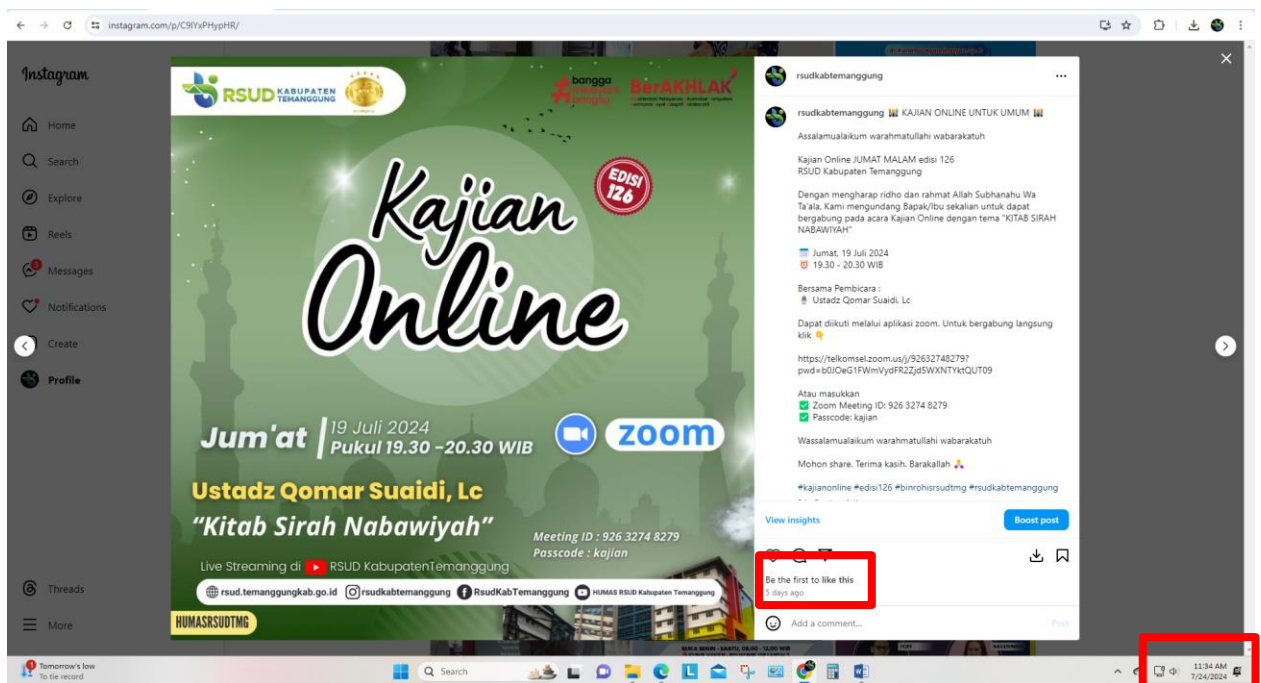 instagram.com/p/C9IYxPHypHR/
Instagram
Home
Search
Explore
Reels
Messages
Notifications
Create
Profile
Threads
More
RSUD KABUPATEN TEMANGGUNG
bangga
melayani
bangsa
BerAKHLAK
Kajian
Online
EDISI
126
Jum'at
19 Juli 2024
Pukul 19.30 -20.30 WIB
zoom
Ustadz Qomar Suaidi, Lc
"Kitab Sirah Nabawiyah"
Meeting ID : 926 3274 8279
Passcode : kajian
Live Streaming di RSUD KabupatenTemanggung
rsud.temanggungkab.go.id rsudkabtemanggung RsudKabTemanggung HUMAS RSUD Kabupaten Temanggung
HUMASRSUDTMG
rsudkabtemanggung
rsudkabtemanggung KAJIAN ONLINE UNTUK UMUM
Assalamualaikum warahmatullahi wabarakatuh
Kajian Online JUMAT MALAM edisi 126
RSUD Kabupaten Temanggung
Dengan mengharap ridho dan rahmat Allah Subhanahu Wa
Ta'ala, Kami mengundang Bapak/Ibu sekalian untuk dapat
bergabung pada acara Kajian Online dengan tema "KITAB SIRAH
NABAWIYAH"
Jumat, 19 Juli 2024
19.30 - 20.30 WIB
Bersama Pembicara :
Ustadz Qomar Suaidi, Lc
Dapat diikuti melalui aplikasi zoom. Untuk bergabung langsung
klik
https://telkomsel.zoom.us/j/92632748279?
pwd=b0JOeG1FWmVydFR2Zjd5WXNTYktQUT09
Atau masukkan
Zoom Meeting ID: 926 3274 8279
Passcode: kajian
Wassalamualaikum warahmatullahi wabarakatuh
Mohon share. Terima kasih. Barakallah
#kajianonline #edisi126 #binrohisrsudtmg #rsudkabtemanggung
View insights
Boost post
Be the first to like this
5 days ago
Add a comment...
Post
Tomorrow's low
To tie record
Search
11:34 AM
7/24/2024